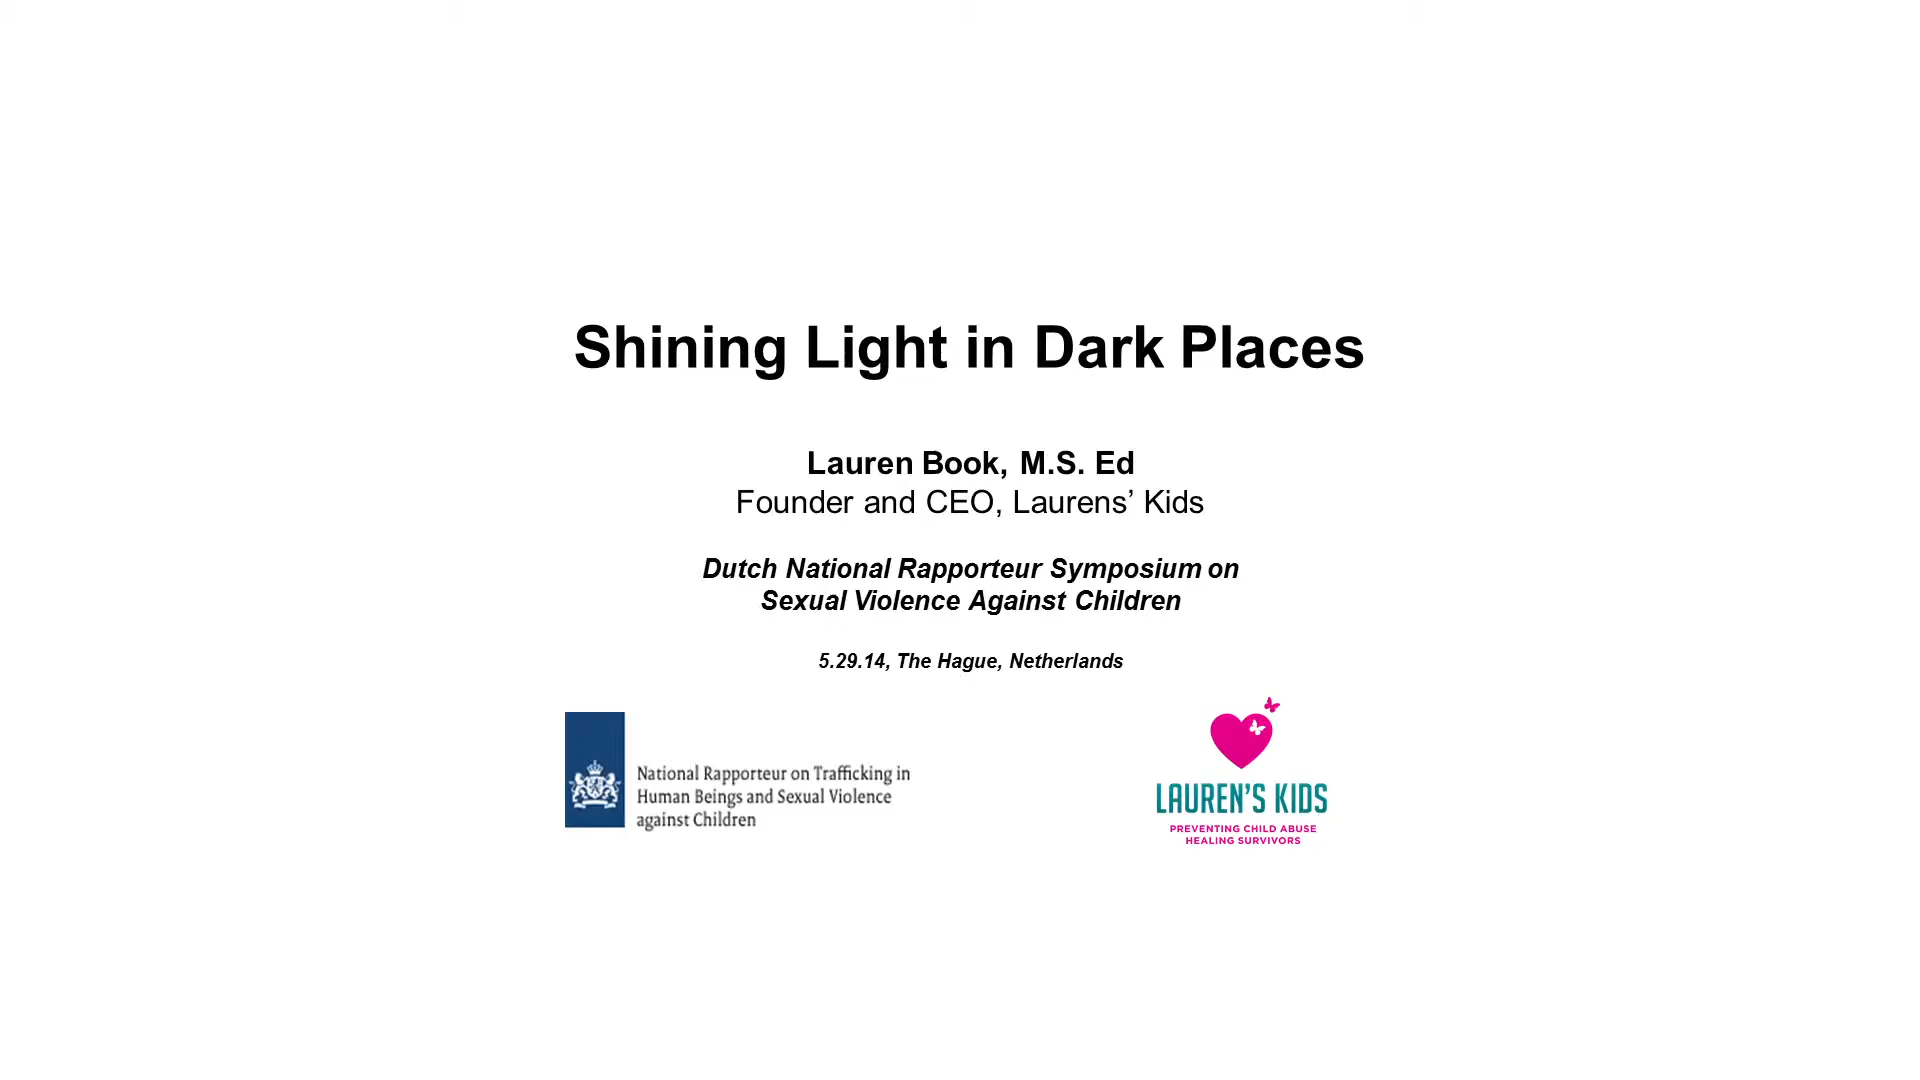 Shining Light in Dark Places
Lauren Book, M.S. Ed
Founder and CEO, Laurens’ Kids
Dutch National Rapporteur Symposium on
Sexual Violence Against Children
5.29.14, The Hague, Netherlands
National Rapporteur on Trafficking in
Human Beings and Sexual Violence
against Children
LAUREN'S KIDS
PREVENTING CHILD ABUSE
HEALING SURVIVORS